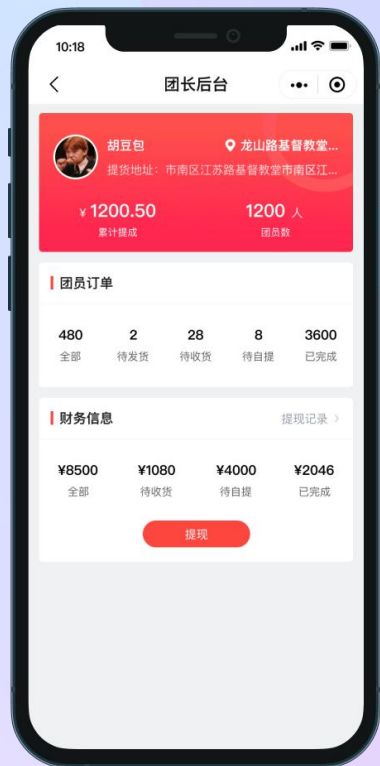 10:18
团长后台
胡豆包 龙山路基督教堂...
提货地址: 市南区江苏路基督教堂市南区江...
¥ 1200.50 1200 人
累计提成 团员数
团员订单
480 2 28 8 3600
全部 待发货 待收货 待自提 已完成
财务信息 提现记录
¥8500 ¥1080 ¥4000 ¥2046
全部 待收货 待自提 已完成
提现